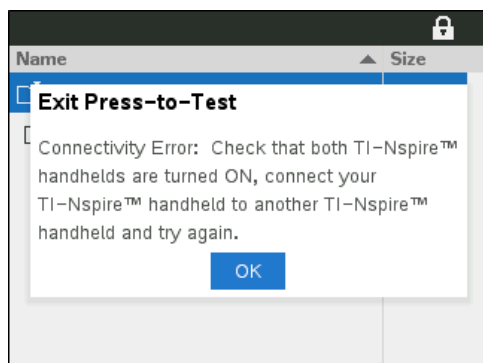 Name Size
Exit Press-to-Test
Connectivity Error: Check that both TI-Nspire™
handhelds are turned ON, connect your
TI-Nspire™ handheld to another TI-Nspire™
handheld and try again.
OK